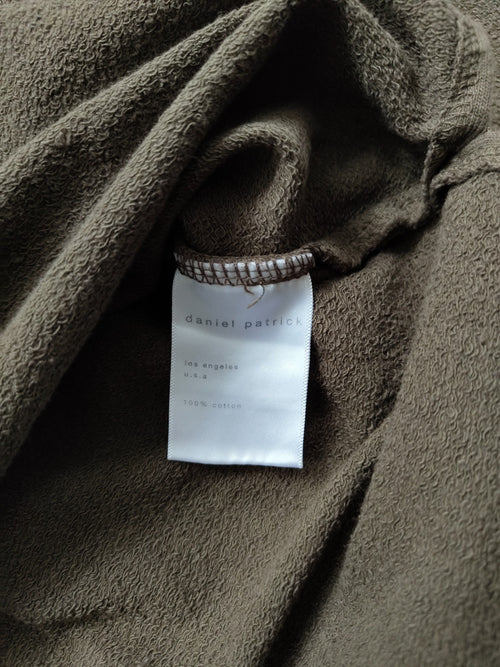 daniel patrick
los angeles
u.s.a
100% cotton